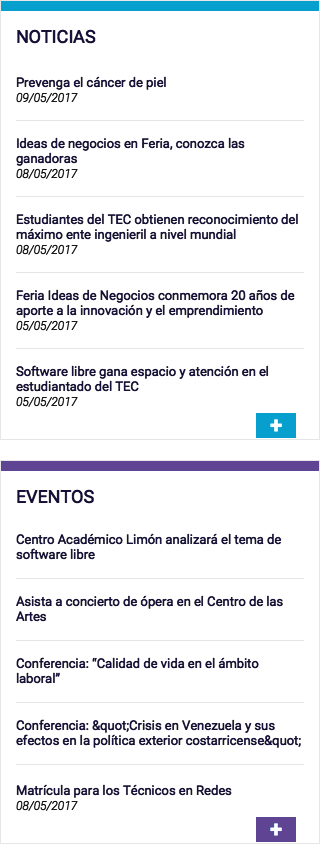 NOTICIAS
Prevenga el cáncer de piel
09/05/2017
Ideas de negocios en Feria, conozca las
ganadoras
08/05/2017
Estudiantes del TEC obtienen reconocimiento del
máximo ente ingenieril a nivel mundial
08/05/2017
Feria Ideas de Negocios conmemora 20 años de
aporte a la innovación y el emprendimiento
05/05/2017
Software libre gana espacio y atención en el
estudiantado del TEC
05/05/2017
+
EVENTOS
Centro Académico Limón analizará el tema de
software libre
Asista a concierto de ópera en el Centro de las
Artes
Conferencia: “Calidad de vida en el ámbito
laboral”
Conferencia: &quot;Crisis en Venezuela y sus
efectos en la política exterior costarricense&quot;
Matrícula para los Técnicos en Redes
08/05/2017
+